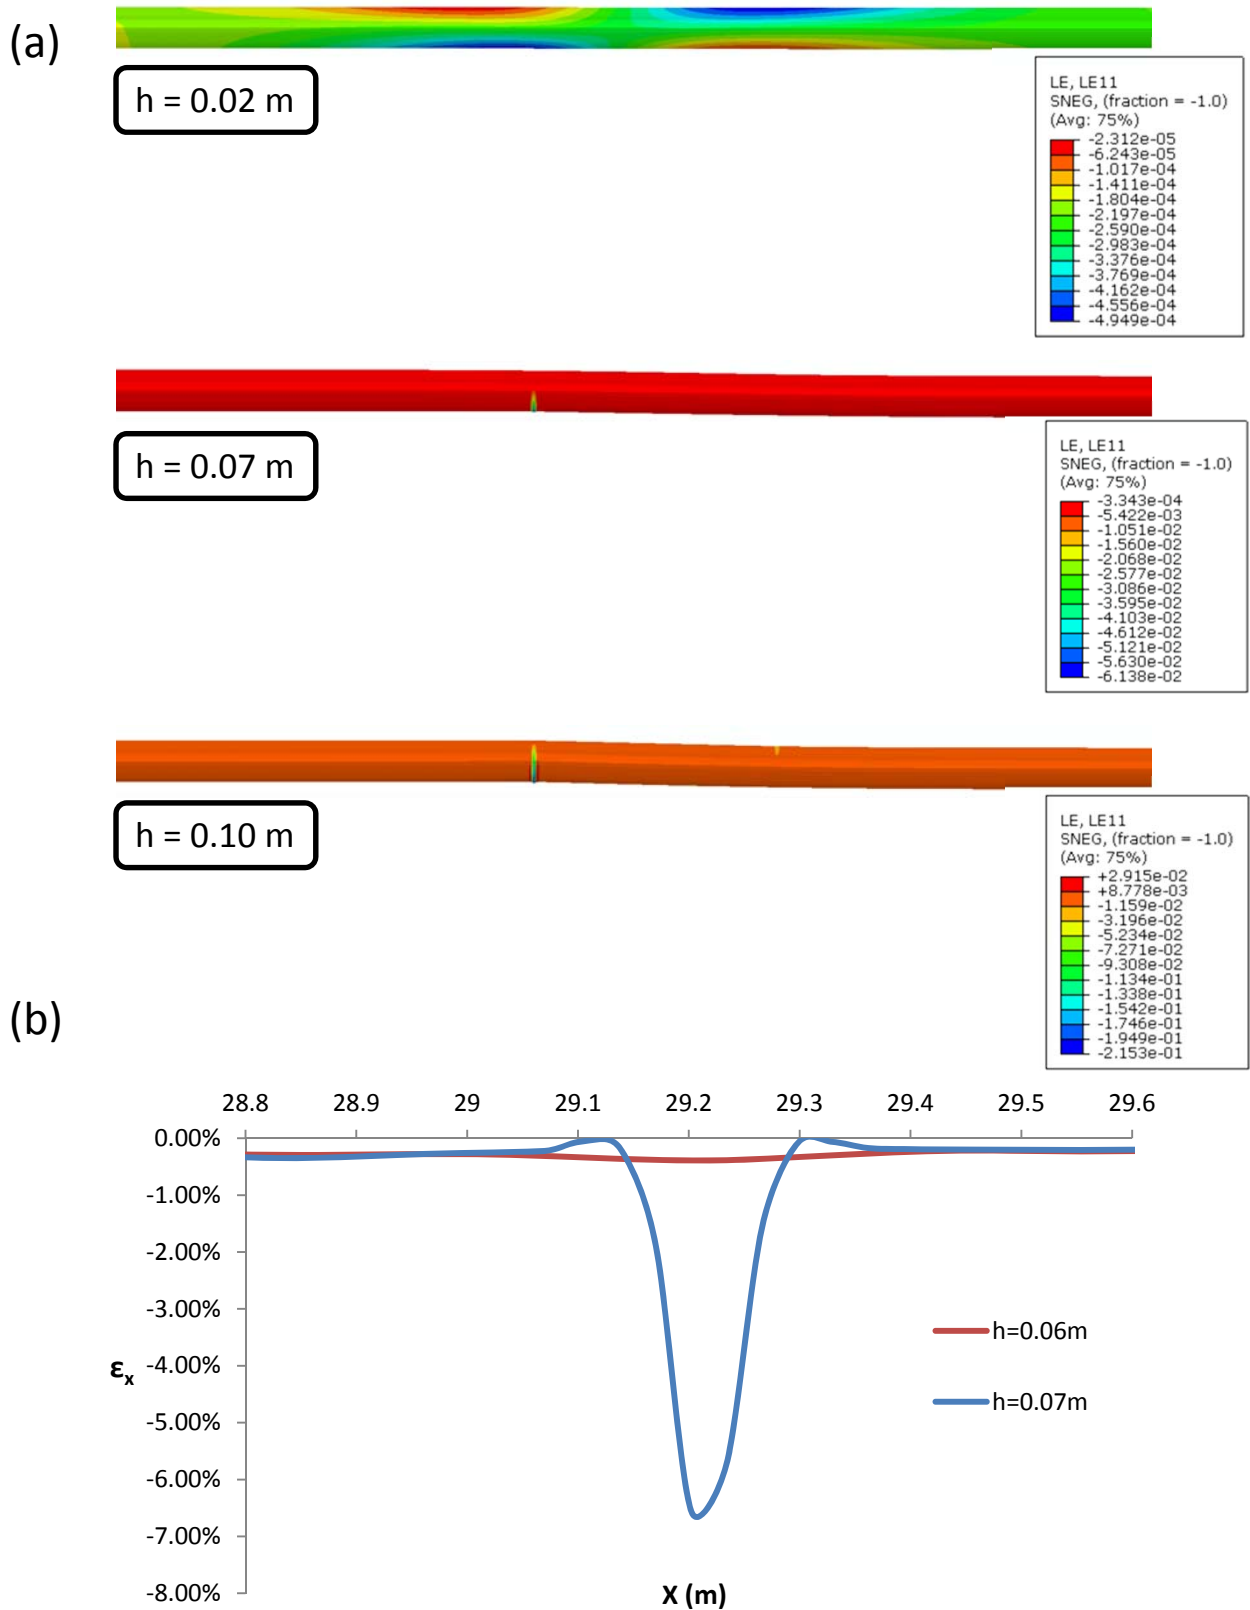 (a)
h = 0.02 m
LE, LE11
SNEG, (fraction = -1.0)
(Avg: 75%)
-2.312e-05
-6.243e-05
-1.017e-04
-1.411e-04
-1.804e-04
-2.197e-04
-2.590e-04
-2.983e-04
-3.376e-04
-3.769e-04
-4.162e-04
-4.556e-04
-4.949e-04
h = 0.07 m
LE, LE11
SNEG, (fraction = -1.0)
(Avg: 75%)
-3.343e-04
-5.422e-03
-1.051e-02
-1.560e-02
-2.068e-02
-2.577e-02
-3.086e-02
-3.595e-02
-4.103e-02
-4.612e-02
-5.121e-02
-5.630e-02
-6.138e-02
h = 0.10 m
LE, LE11
SNEG, (fraction = -1.0)
(Avg: 75%)
+2.915e-02
+8.778e-03
-1.159e-02
-3.196e-02
-5.234e-02
-7.271e-02
-9.308e-02
-1.134e-01
-1.338e-01
-1.542e-01
-1.746e-01
-1.949e-01
-2.153e-01
(b)
28.8 28.9 29 29.1 29.2 29.3 29.4 29.5 29.6
0.00%
-1.00%
-2.00%
-3.00%
-4.00%
-5.00%
-6.00%
-7.00%
-8.00%
εx
h=0.06m
h=0.07m
X (m)